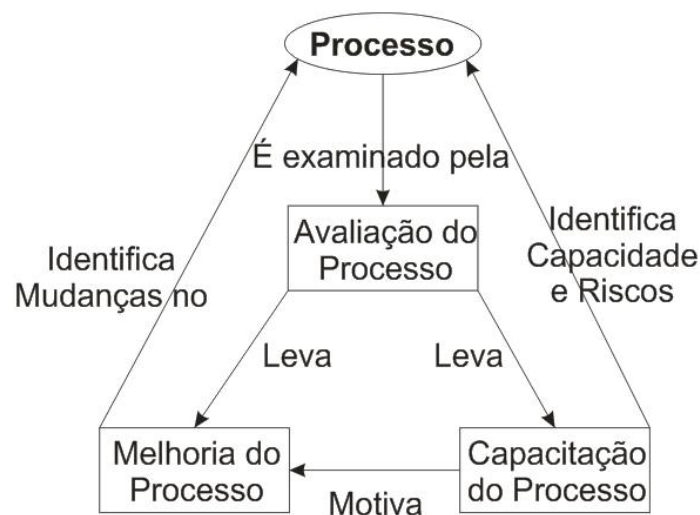 Processo
É examinado pela
Avaliação do
Processo
Identifica
Mudanças no
Identifica
Capacidade
e Riscos
Leva
Leva
Melhoria do
Processo
Motiva
Capacitação
do Processo